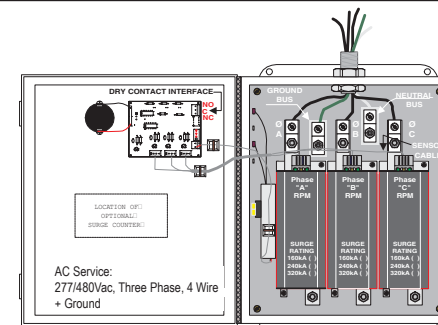 DRY CONTACT INTERFACE
NO
C
NC
GROUND
BUS
NEUTRAL
BUS
Ø
A
Ø
B
Ø
C
SENSO
CABLE
Phase
"A"
RPM
Phase
"B"
RPM
Phase
"C"
RPM
SURGE
RATING
160kA ( )
240kA ( )
320kA ( )
SURGE
RATING
160kA ( )
240kA ( )
320kA ( )
SURGE
RATING
160kA ( )
240kA ( )
320kA ( )
LOCATION OF
OPTIONAL
SURGE COUNTER
AC Service:
277/480Vac, Three Phase, 4 Wire
+ Ground